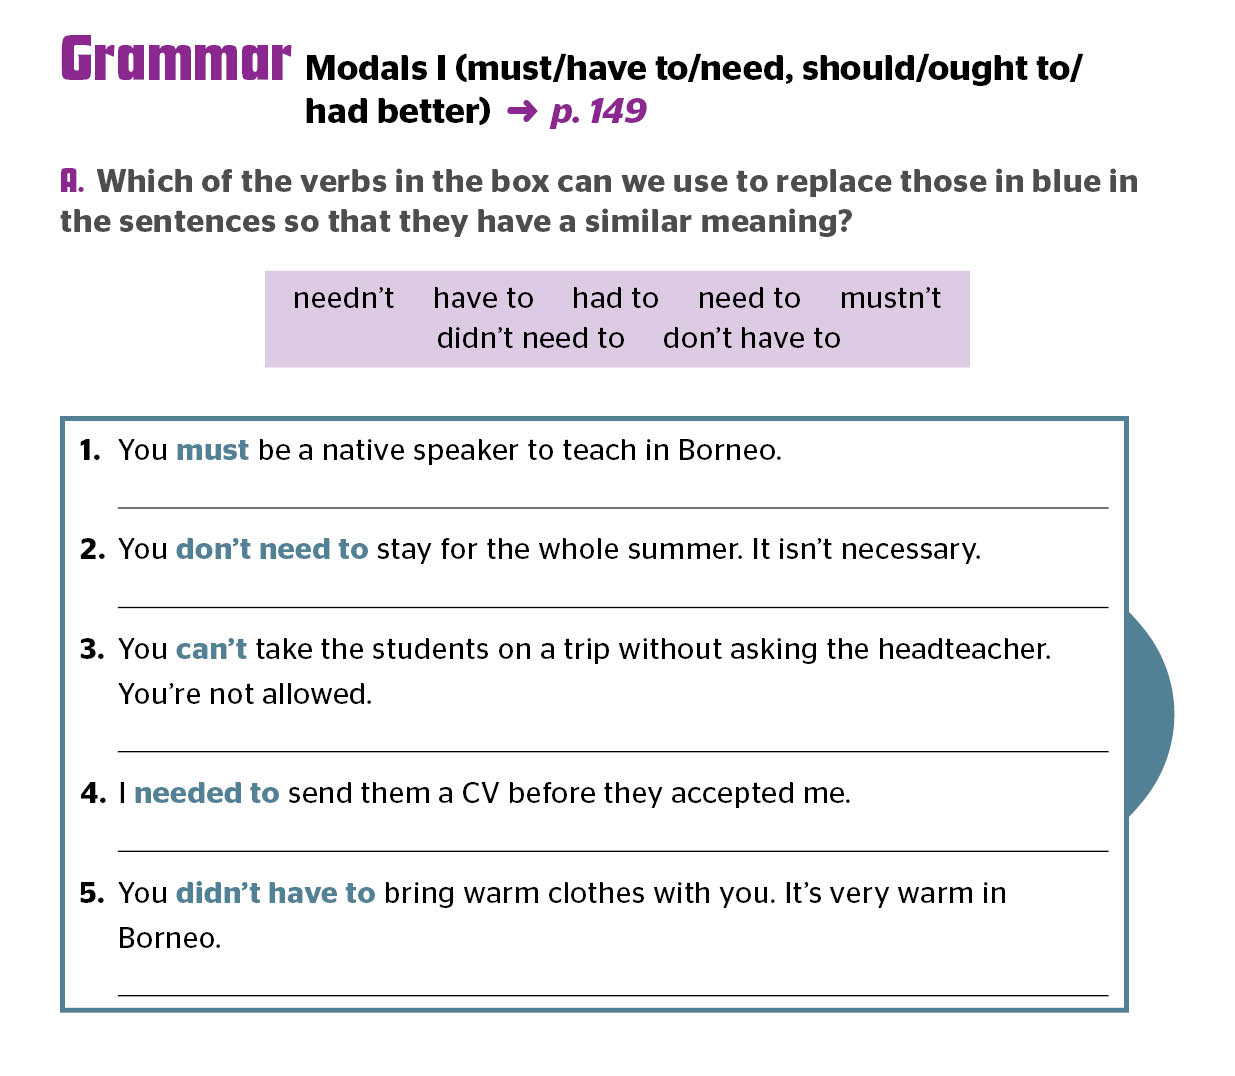 Grammar Modals I (must/have to/need, should/ought to/
had better) ➜ p. 149
A. Which of the verbs in the box can we use to replace those in blue in
the sentences so that they have a similar meaning?
needn’t have to had to need to mustn’t
didn’t need to don’t have to
1. You must be a native speaker to teach in Borneo.
2. You don’t need to stay for the whole summer. It isn’t necessary.
3. You can’t take the students on a trip without asking the headteacher.
You’re not allowed.
4. I needed to send them a CV before they accepted me.
5. You didn’t have to bring warm clothes with you. It’s very warm in
Borneo.